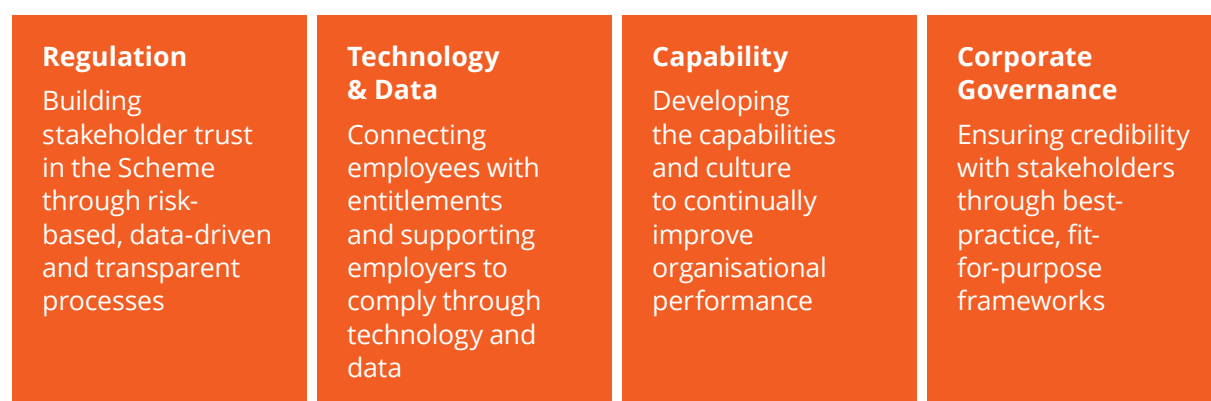 Regulation
Building
stakeholder trust
in the Scheme
through risk-
based, data-driven
and transparent
processes
Technology
& Data
Connecting
employees with
entitlements
and supporting
employers to
comply through
technology and
data
Capability
Developing
the capabilities
and culture
to continually
improve
organisational
performance
Corporate
Governance
Ensuring credibility
with stakeholders
through best-
practice, fit-
for-purpose
frameworks